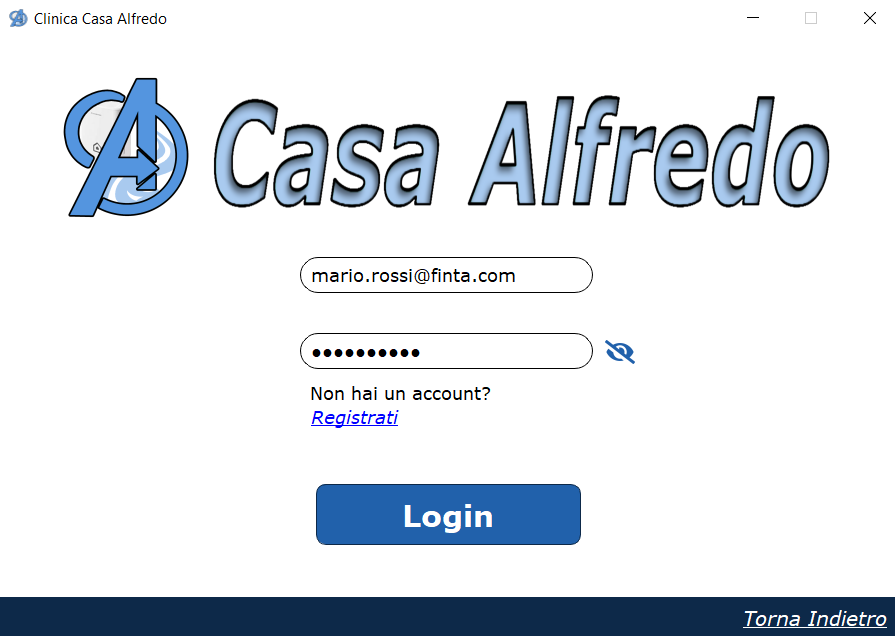 Clinica Casa Alfredo
Casa Alfredo
mario.rossi@finta.com
●●●●●●●●●●
Non hai un account?
Registrati
Login
Torna Indietro